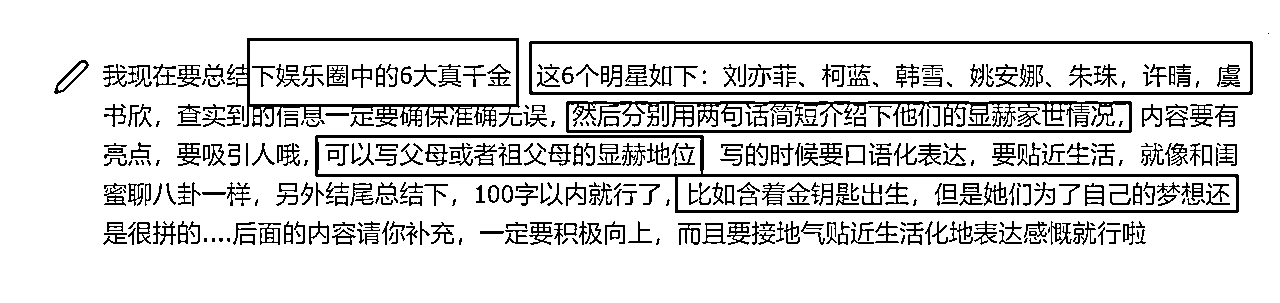 我现在要总结下娱乐圈中的6大真千金 这6个明星如下：刘亦菲、柯蓝、韩雪、姚安娜、朱珠，许晴，虞
书欣，查实到的信息一定要确保准确无误，然后分别用两句话简短介绍下他们的显赫家世情况，内容要有
亮点，要吸引人哦，可以写父母或者祖父母的显赫地位 写的时候要口语化表达，要贴近生活，就像和闺
蜜聊八卦一样，另外结尾总结下，100字以内就行了，比如含着金钥匙出生，但是她们为了自己的梦想还
是很拼的....后面的内容请你补充，一定要积极向上，而且要接地气贴近生活化地表达感慨就行啦